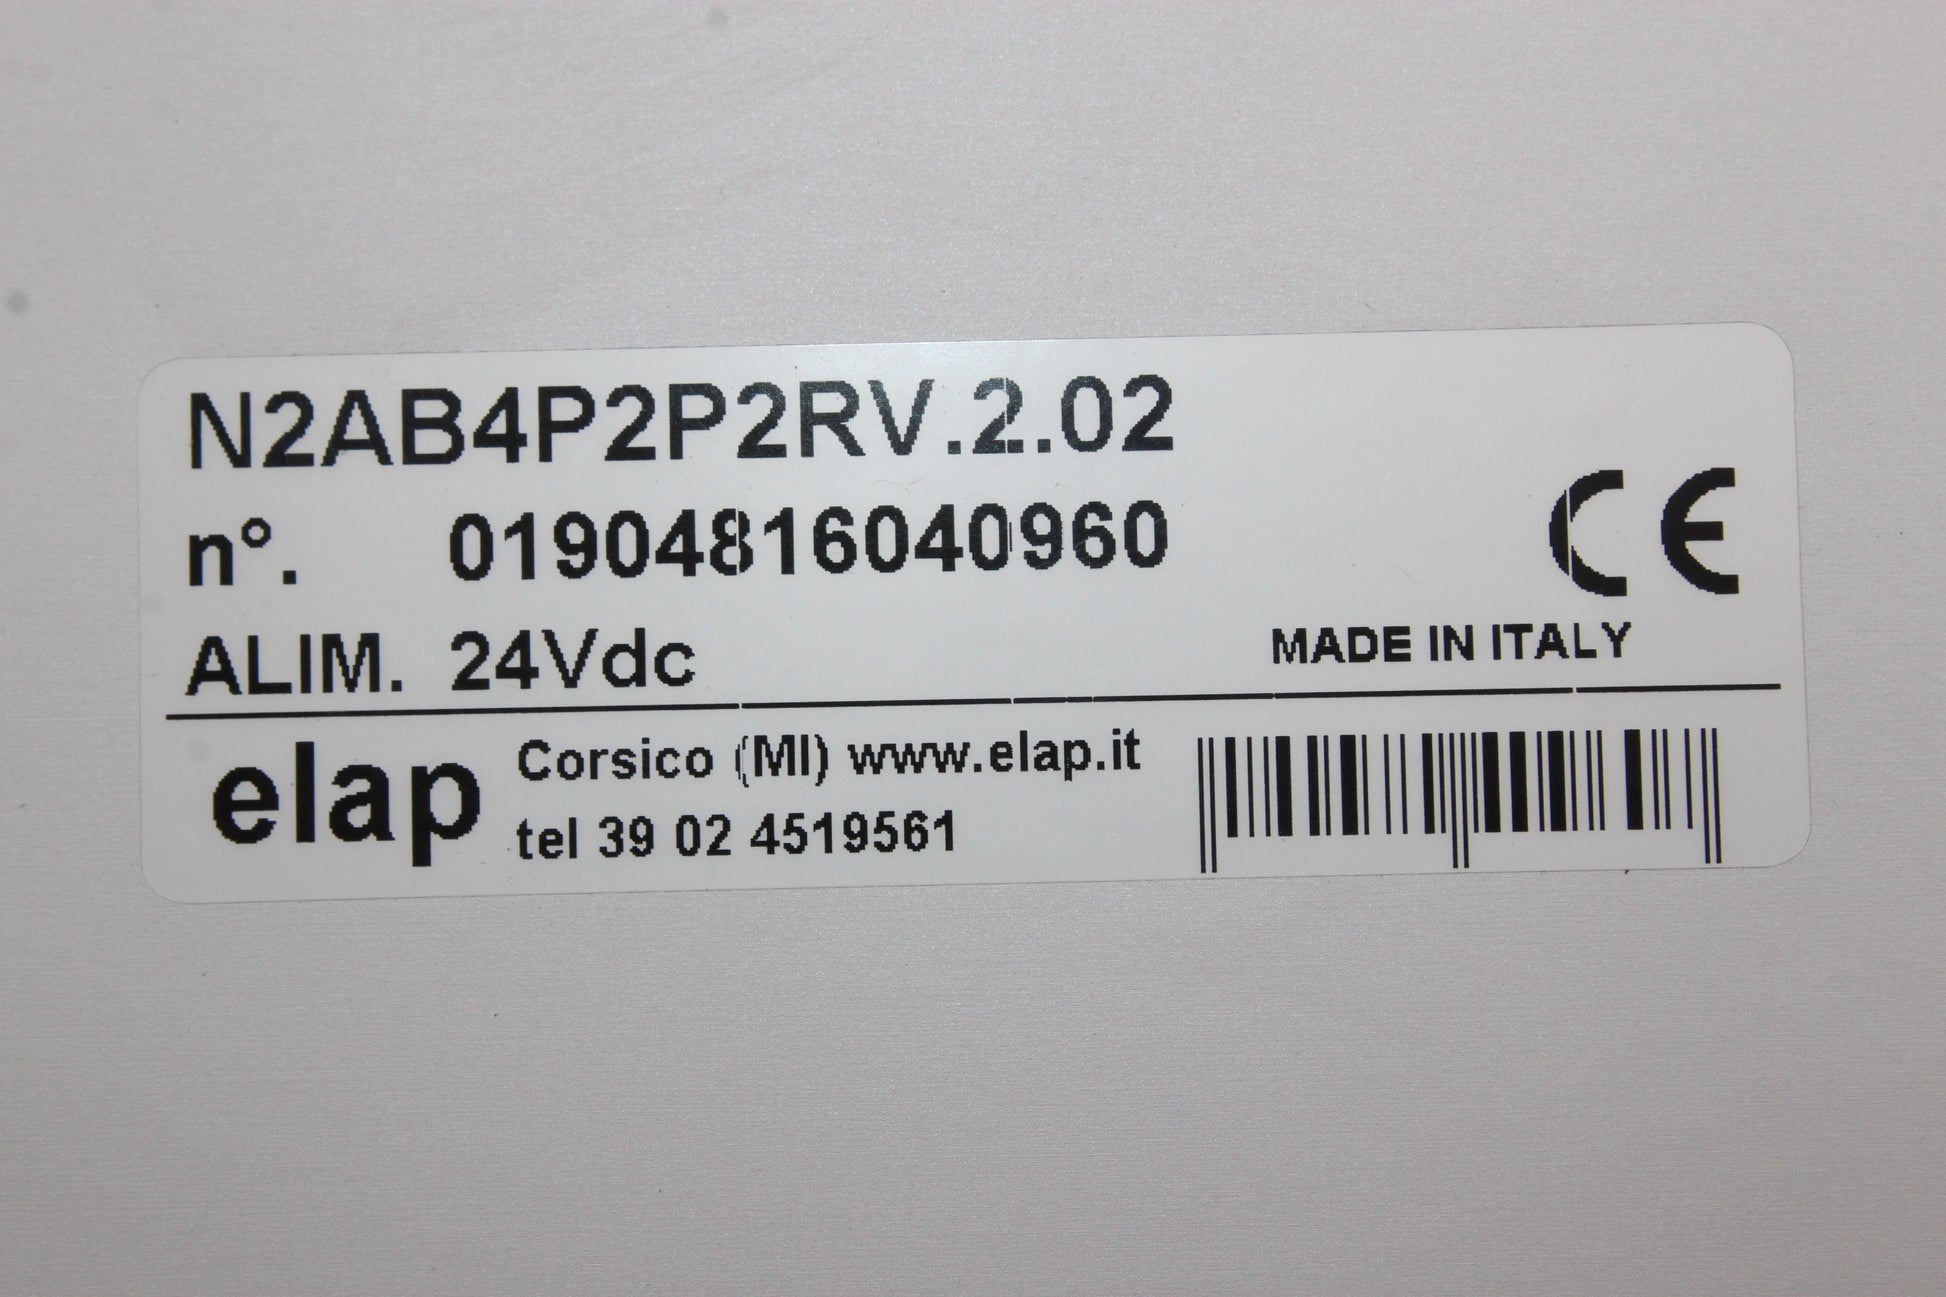 N2AB4P2P2RV.2.02
n°. 01904816040960
ALIM. 24Vdc
CE
MADE IN ITALY
elap
Corsico (MI) www.elap.it
tel 39 02 4519561